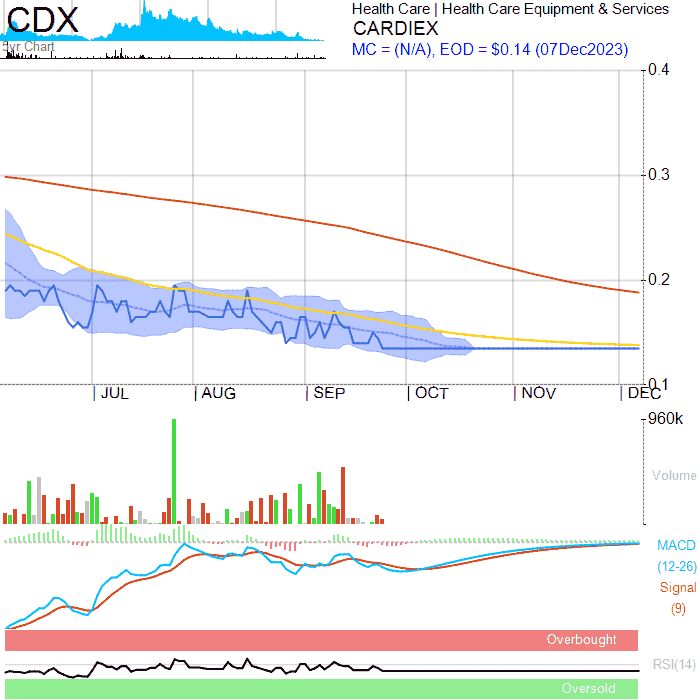 CDX
Health Care | Health Care Equipment & Services
CARDIEX
MC = (N/A), EOD = $0.14 (07Dec2023)
5yr Chart
0.4
0.3
0.2
0.1
JUL AUG SEP OCT NOV DEC
960k
Volume
MACD
(12-26)
Signal
(9)
Overbought
RSI(14)
Oversold